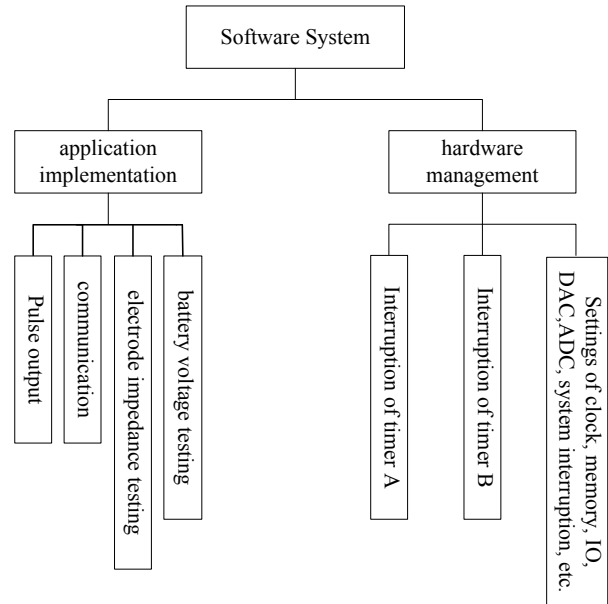 Software System
application
implementation
hardware
management
Pulse output
communication
electrode impedance testing
battery voltage testing
Interruption of timer A
Interruption of timer B
Settings of clock, memory, IO,
DAC,ADC, system interruption, etc.